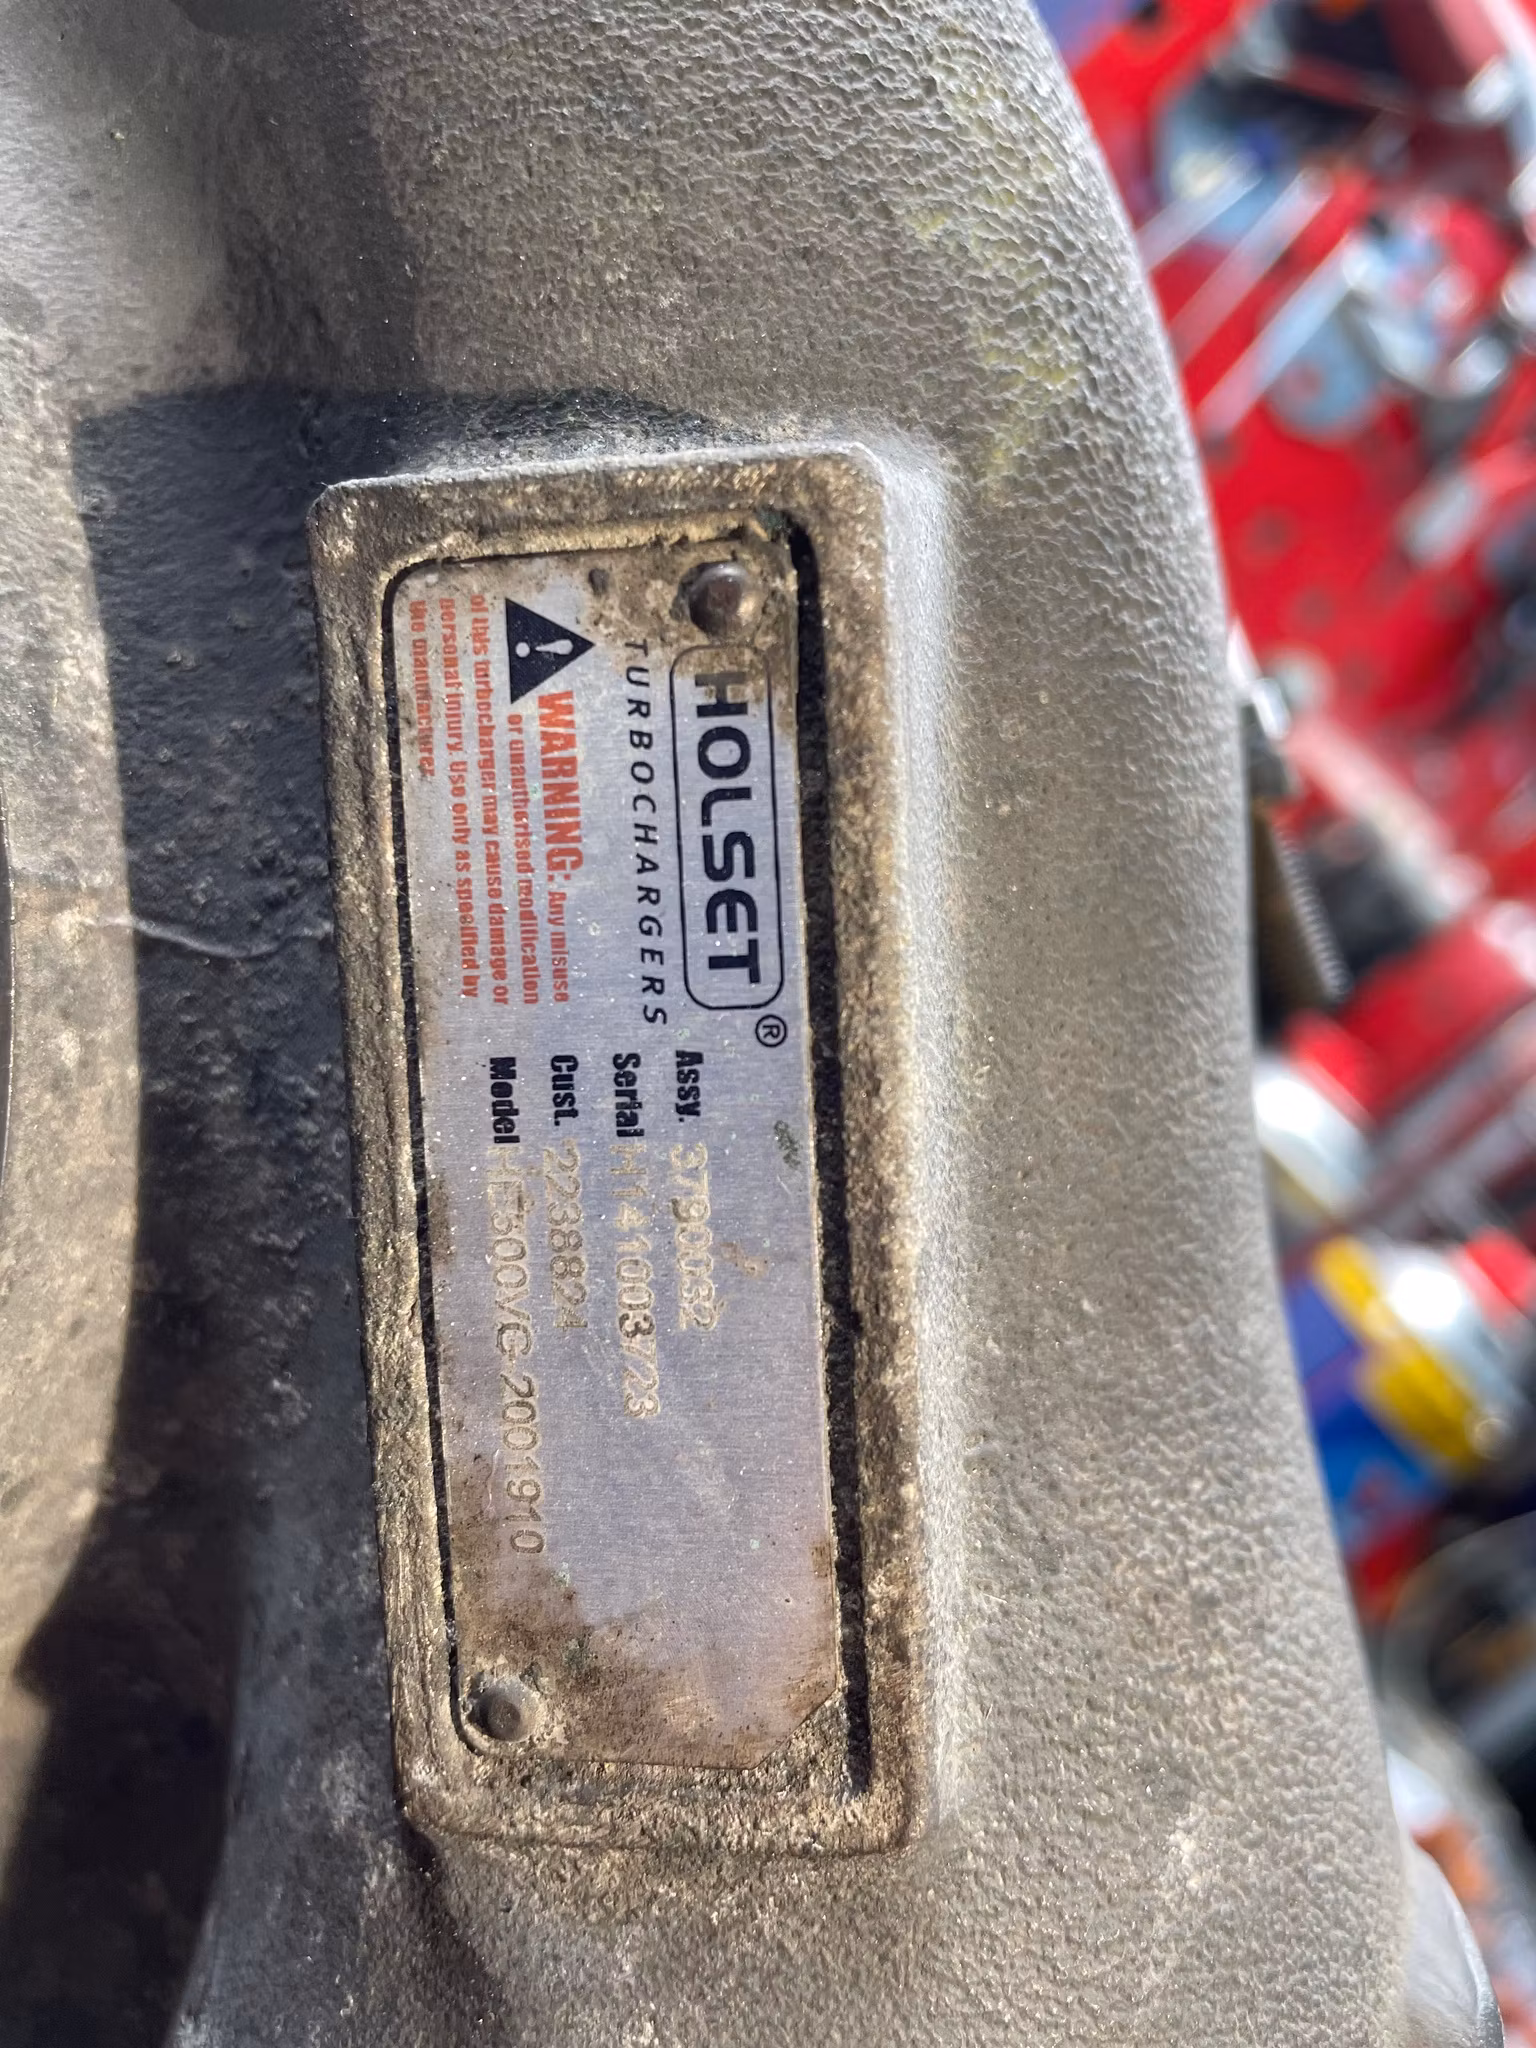 HOLSET®
TURBOCHARGERS
WARNING: Any misuse
or unauthorised modification
of this turbocharger may cause damage or
personal injury. Use only as specified by
the manufacturer.
Assy. 3790082
Serial H141003723
Cust. 22388241
Model HE500VG-2001910